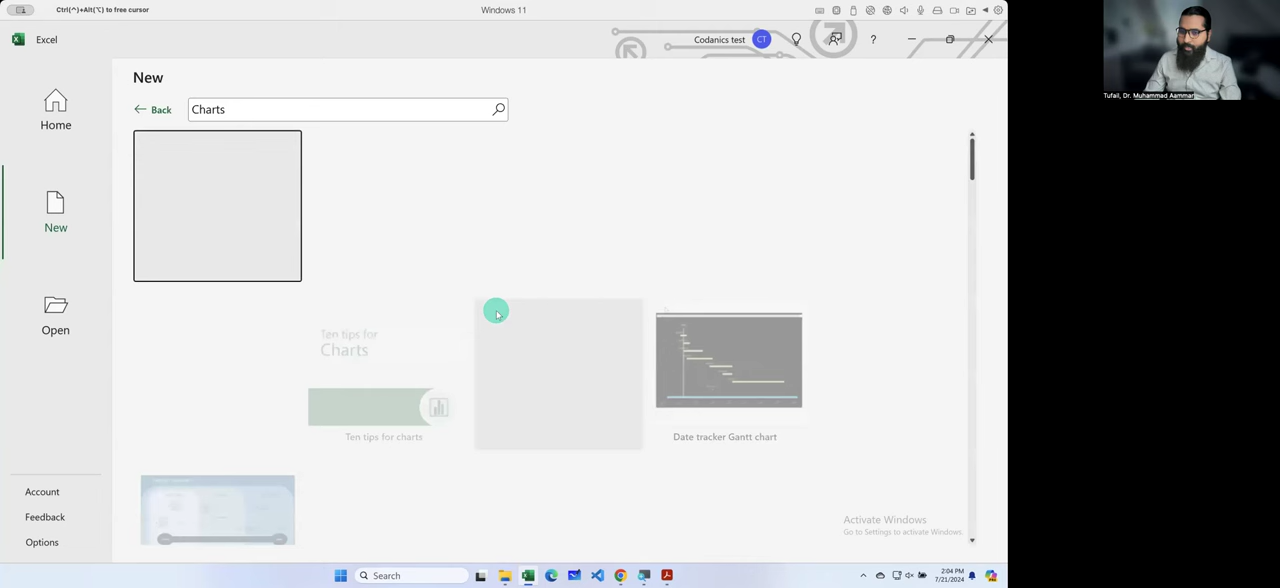 Ctrl(^)+Alt(⌥) to free cursor
Windows 11
Excel
Codanics test
CT
?
New
Back
Charts
Home
New
Open
Ten tips for
Charts
Ten tips for charts
Date tracker Gantt chart
Account
Feedback
Options
Activate Windows
Go to Settings to activate Windows.
Search
2:04 PM
7/21/2024
Tufail, Dr. Muhammad Aammar